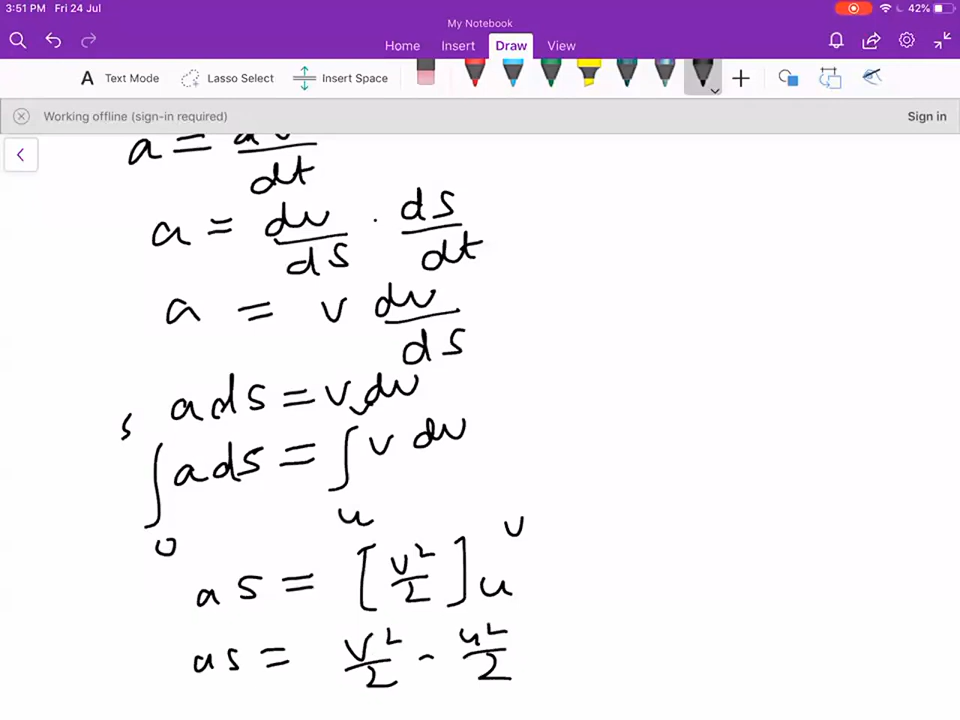 3:51 PM Fri 24 Jul
42%
My Notebook
Home Insert Draw View
Text Mode Lasso Select Insert Space
Working offline (sign-in required) Sign in
a = dv/dt
a = dv/ds · ds/dt
a = v dv/ds
a ds = v dv
∫₀ˢ a ds = ∫ᵤᵛ v dv
as = [v²/2]ᵤᵛ
as = v²/2 - u²/2